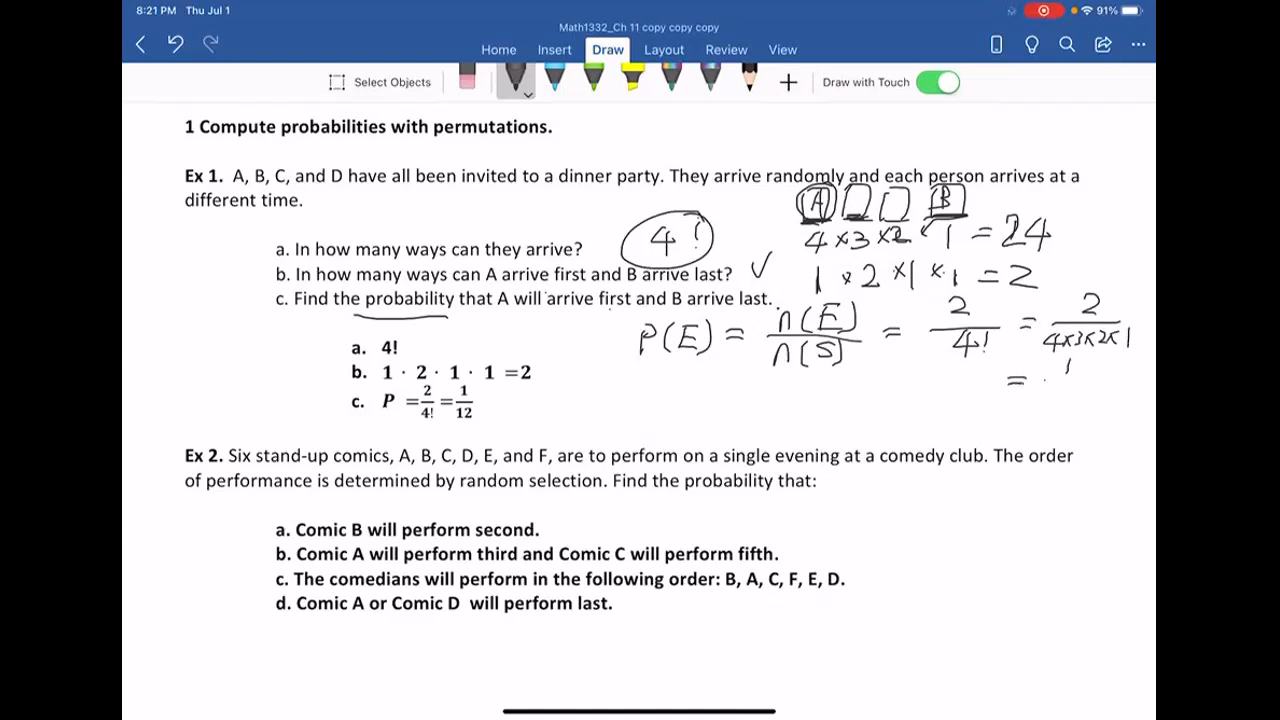 8:21 PM Thu Jul 1
91%
Math1332_Ch 11 copy copy copy
Home Insert Draw Layout Review View
Select Objects
Draw with Touch
1 Compute probabilities with permutations.
Ex 1. A, B, C, and D have all been invited to a dinner party. They arrive randomly and each person arrives at a
different time.
A B
4 ×3 ×2 × 1 = 24
4!
a. In how many ways can they arrive?
b. In how many ways can A arrive first and B arrive last? ✓
1 × 2 × 1 × 1 = 2
c. Find the probability that A will arrive first and B arrive last.
P(E) = n(E)/n(S) = 2/4! = 2/4×3×2×1
= 1
a. 4!
b. 1 · 2 · 1 · 1 =2
c. P =2/4! =1/12
Ex 2. Six stand-up comics, A, B, C, D, E, and F, are to perform on a single evening at a comedy club. The order
of performance is determined by random selection. Find the probability that:
a. Comic B will perform second.
b. Comic A will perform third and Comic C will perform fifth.
c. The comedians will perform in the following order: B, A, C, F, E, D.
d. Comic A or Comic D will perform last.